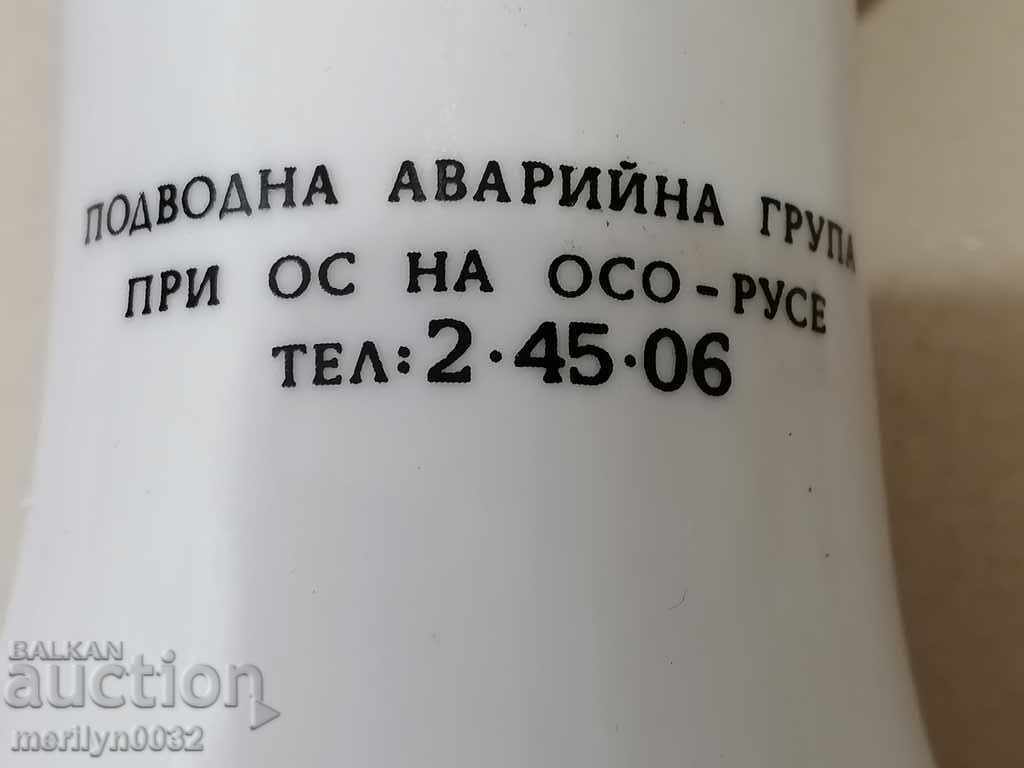 ПОДВОДНА АВАРИЙНА ГРУПА
ПРИ ОС НА ОСО-РУСЕ
ТЕЛ: 2·45·06
BALKAN
auction
merilyn0032